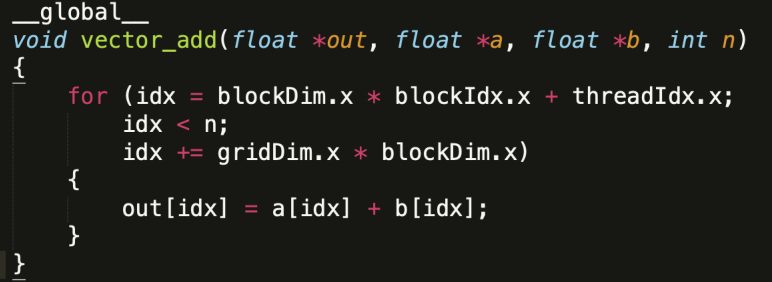 __global__
void vector_add(float *out, float *a, float *b, int n)
{
    for (idx = blockDim.x * blockIdx.x + threadIdx.x;
        idx < n;
        idx += gridDim.x * blockDim.x)
    {
        out[idx] = a[idx] + b[idx];
    }
}